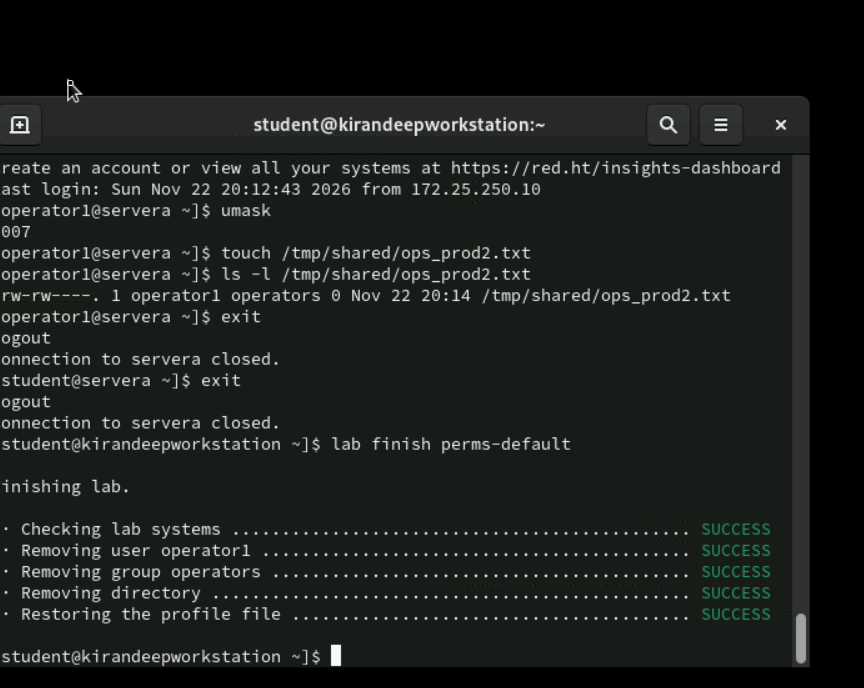 student@kirandeepworkstation:~
reate an account or view all your systems at https://red.ht/insights-dashboard
ast login: Sun Nov 22 20:12:43 2026 from 172.25.250.10
operator1@servera ~]$ umask
007
operator1@servera ~]$ touch /tmp/shared/ops_prod2.txt
operator1@servera ~]$ ls -l /tmp/shared/ops_prod2.txt
rw-rw----. 1 operator1 operators 0 Nov 22 20:14 /tmp/shared/ops_prod2.txt
operator1@servera ~]$ exit
ogout
onnection to servera closed.
student@servera ~]$ exit
ogout
onnection to servera closed.
student@kirandeepworkstation ~]$ lab finish perms-default
inishing lab.
· Checking lab systems .............................................. SUCCESS
· Removing user operator1 ........................................... SUCCESS
· Removing group operators .......................................... SUCCESS
· Removing directory ................................................ SUCCESS
· Restoring the profile file ........................................ SUCCESS
student@kirandeepworkstation ~]$